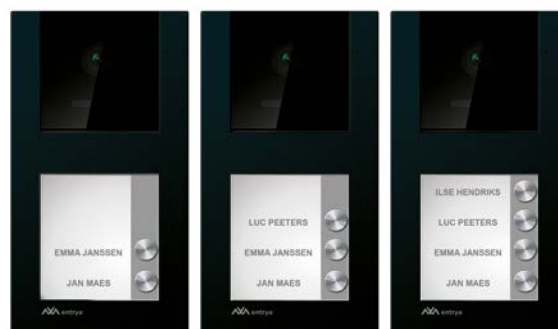 EMMA JANSSEN
JAN MAES
entrya
LUC PEETERS
EMMA JANSSEN
JAN MAES
entrya
ILSE HENDRIKS
LUC PEETERS
EMMA JANSSEN
JAN MAES
entrya